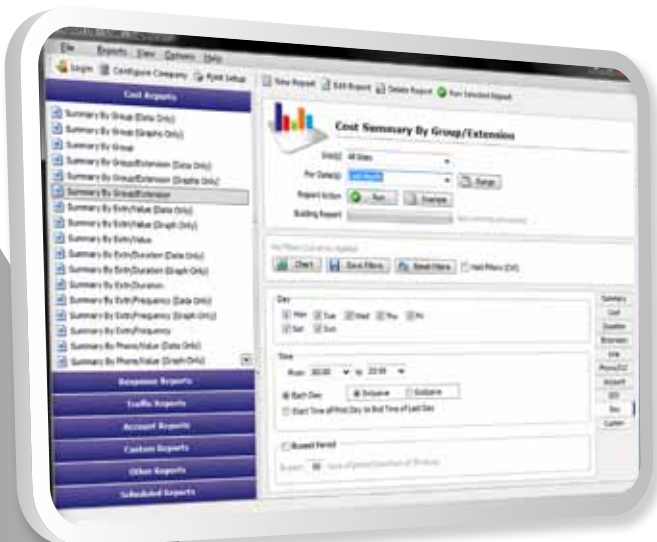 File Reports View Options Help
Login Configure Company Print Setup
Cost Reports
Summary By Group (Data Only)
Summary By Group (Graphs Only)
Summary By Group
Summary By Group/Extension (Data Only)
Summary By Group/Extension (Graphs Only)
Summary By Group/Extension
Summary By Extn/Value (Data Only)
Summary By Extn/Value (Graph Only)
Summary By Extn/Value
Summary By Extn/Duration (Data Only)
Summary By Extn/Duration (Graph Only)
Summary By Extn/Duration
Summary By Extn/Frequency (Data Only)
Summary By Extn/Frequency (Graph Only)
Summary By Extn/Frequency
Summary By Phone/Value (Data Only)
Summary By Phone/Value (Graph Only)
Response Reports
Traffic Reports
Account Reports
Custom Reports
Other Reports
Scheduled Reports
New Report Edit Report Delete Report Run Selected Report
Cost Summary By Group/Extension
Site(s) All Sites
For Date(s) Last Month Range
Report Action Run Example
Building Report
Chart Save Filters Reset Filters
Day
Mon Tue Wed Thu Fri
Sat Sun
Time
From 00:00 to 23:59
Each Day Inclusive Exclusive
Start Time of First Day to End Time of Last Day
Busiest Period
Summary
Cost
Duration
Extension
Line
Account
DDI
Day
Custom